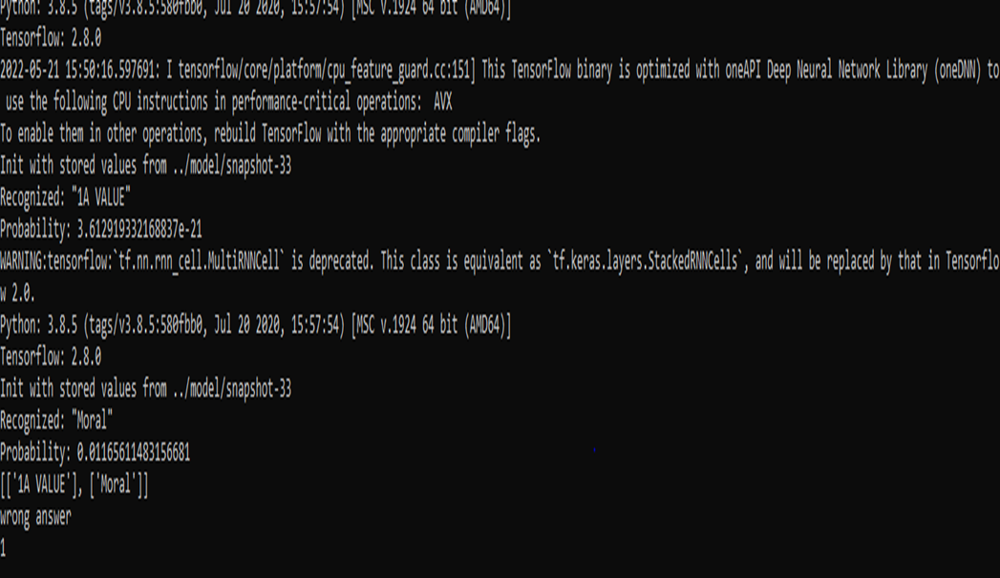 Python: 3.8.5 (tags/v3.8.5:580fbb0, Jul 20 2020, 15:57:54) [MSC v.1924 64 bit (AMD64)]
Tensorflow: 2.8.0
2022-05-21 15:50:16.597691: I tensorflow/core/platform/cpu_feature_guard.cc:151] This TensorFlow binary is optimized with oneAPI Deep Neural Network Library (oneDNN) to
use the following CPU instructions in performance-critical operations:  AVX
To enable them in other operations, rebuild TensorFlow with the appropriate compiler flags.
Init with stored values from ../model/snapshot-33
Recognized: "1A VALUE"
Probability: 3.612919332168837e-21
WARNING:tensorflow:`tf.nn.rnn_cell.MultiRNNCell` is deprecated. This class is equivalent as `tf.keras.layers.StackedRNNCells`, and will be replaced by that in Tensorflo
w 2.0.
Python: 3.8.5 (tags/v3.8.5:580fbb0, Jul 20 2020, 15:57:54) [MSC v.1924 64 bit (AMD64)]
Tensorflow: 2.8.0
Init with stored values from ../model/snapshot-33
Recognized: "Moral"
Probability: 0.01165611483156681
[['1A VALUE'], ['Moral']]
wrong answer
1